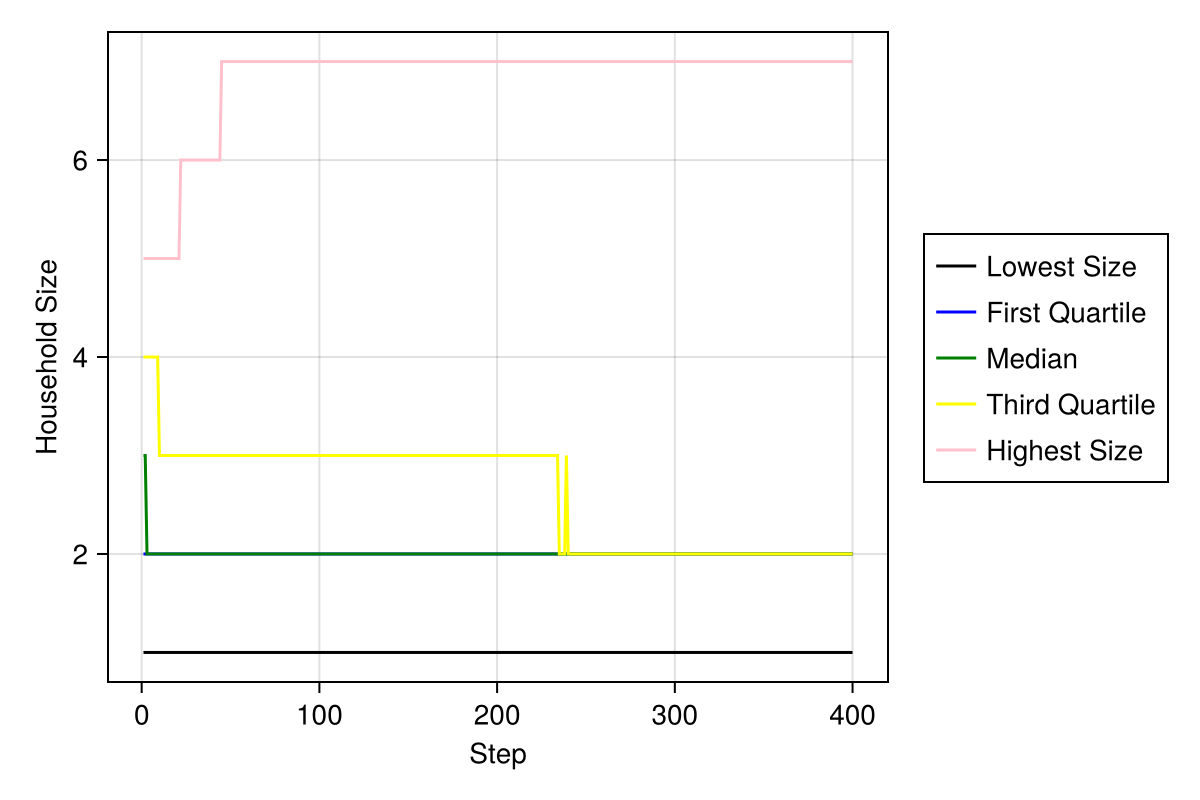 Household Size
6
4
2
0
100
200
300
400
Step
Lowest Size
First Quartile
Median
Third Quartile
Highest Size